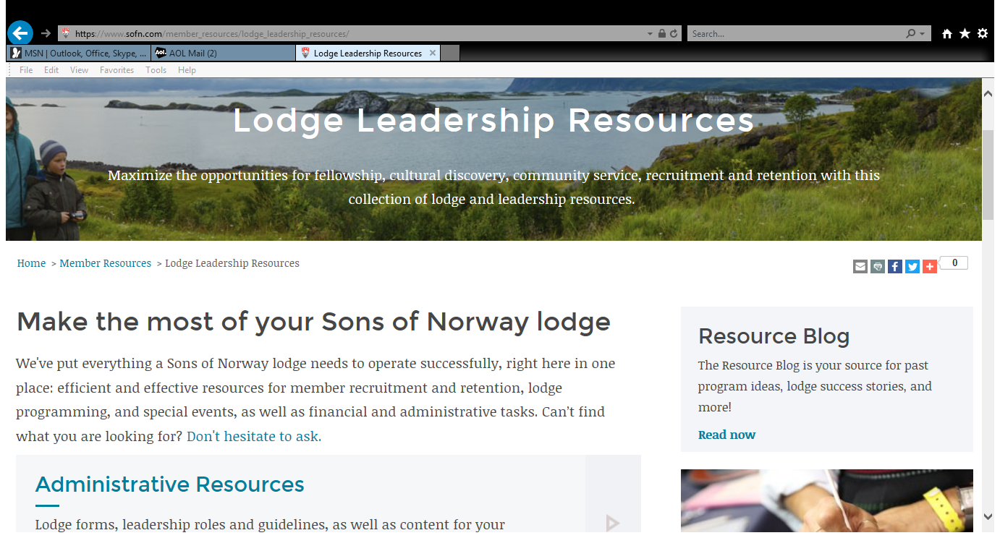 https://www.sofn.com/member_resources/lodge_leadership_resources/
Search...
MSN | Outlook, Office, Skype, ...
Aol. AOL Mail (2)
Lodge Leadership Resources
File Edit View Favorites Tools Help
Lodge Leadership Resources
Maximize the opportunities for fellowship, cultural discovery, community service, recruitment and retention with this
collection of lodge and leadership resources.
Home > Member Resources > Lodge Leadership Resources
0
Make the most of your Sons of Norway lodge
We've put everything a Sons of Norway lodge needs to operate successfully, right here in one
place: efficient and effective resources for member recruitment and retention, lodge
programming, and special events, as well as financial and administrative tasks. Can’t find
what you are looking for? Don't hesitate to ask.
Administrative Resources
Lodge forms, leadership roles and guidelines, as well as content for your
Resource Blog
The Resource Blog is your source for past
program ideas, lodge success stories, and
more!
Read now